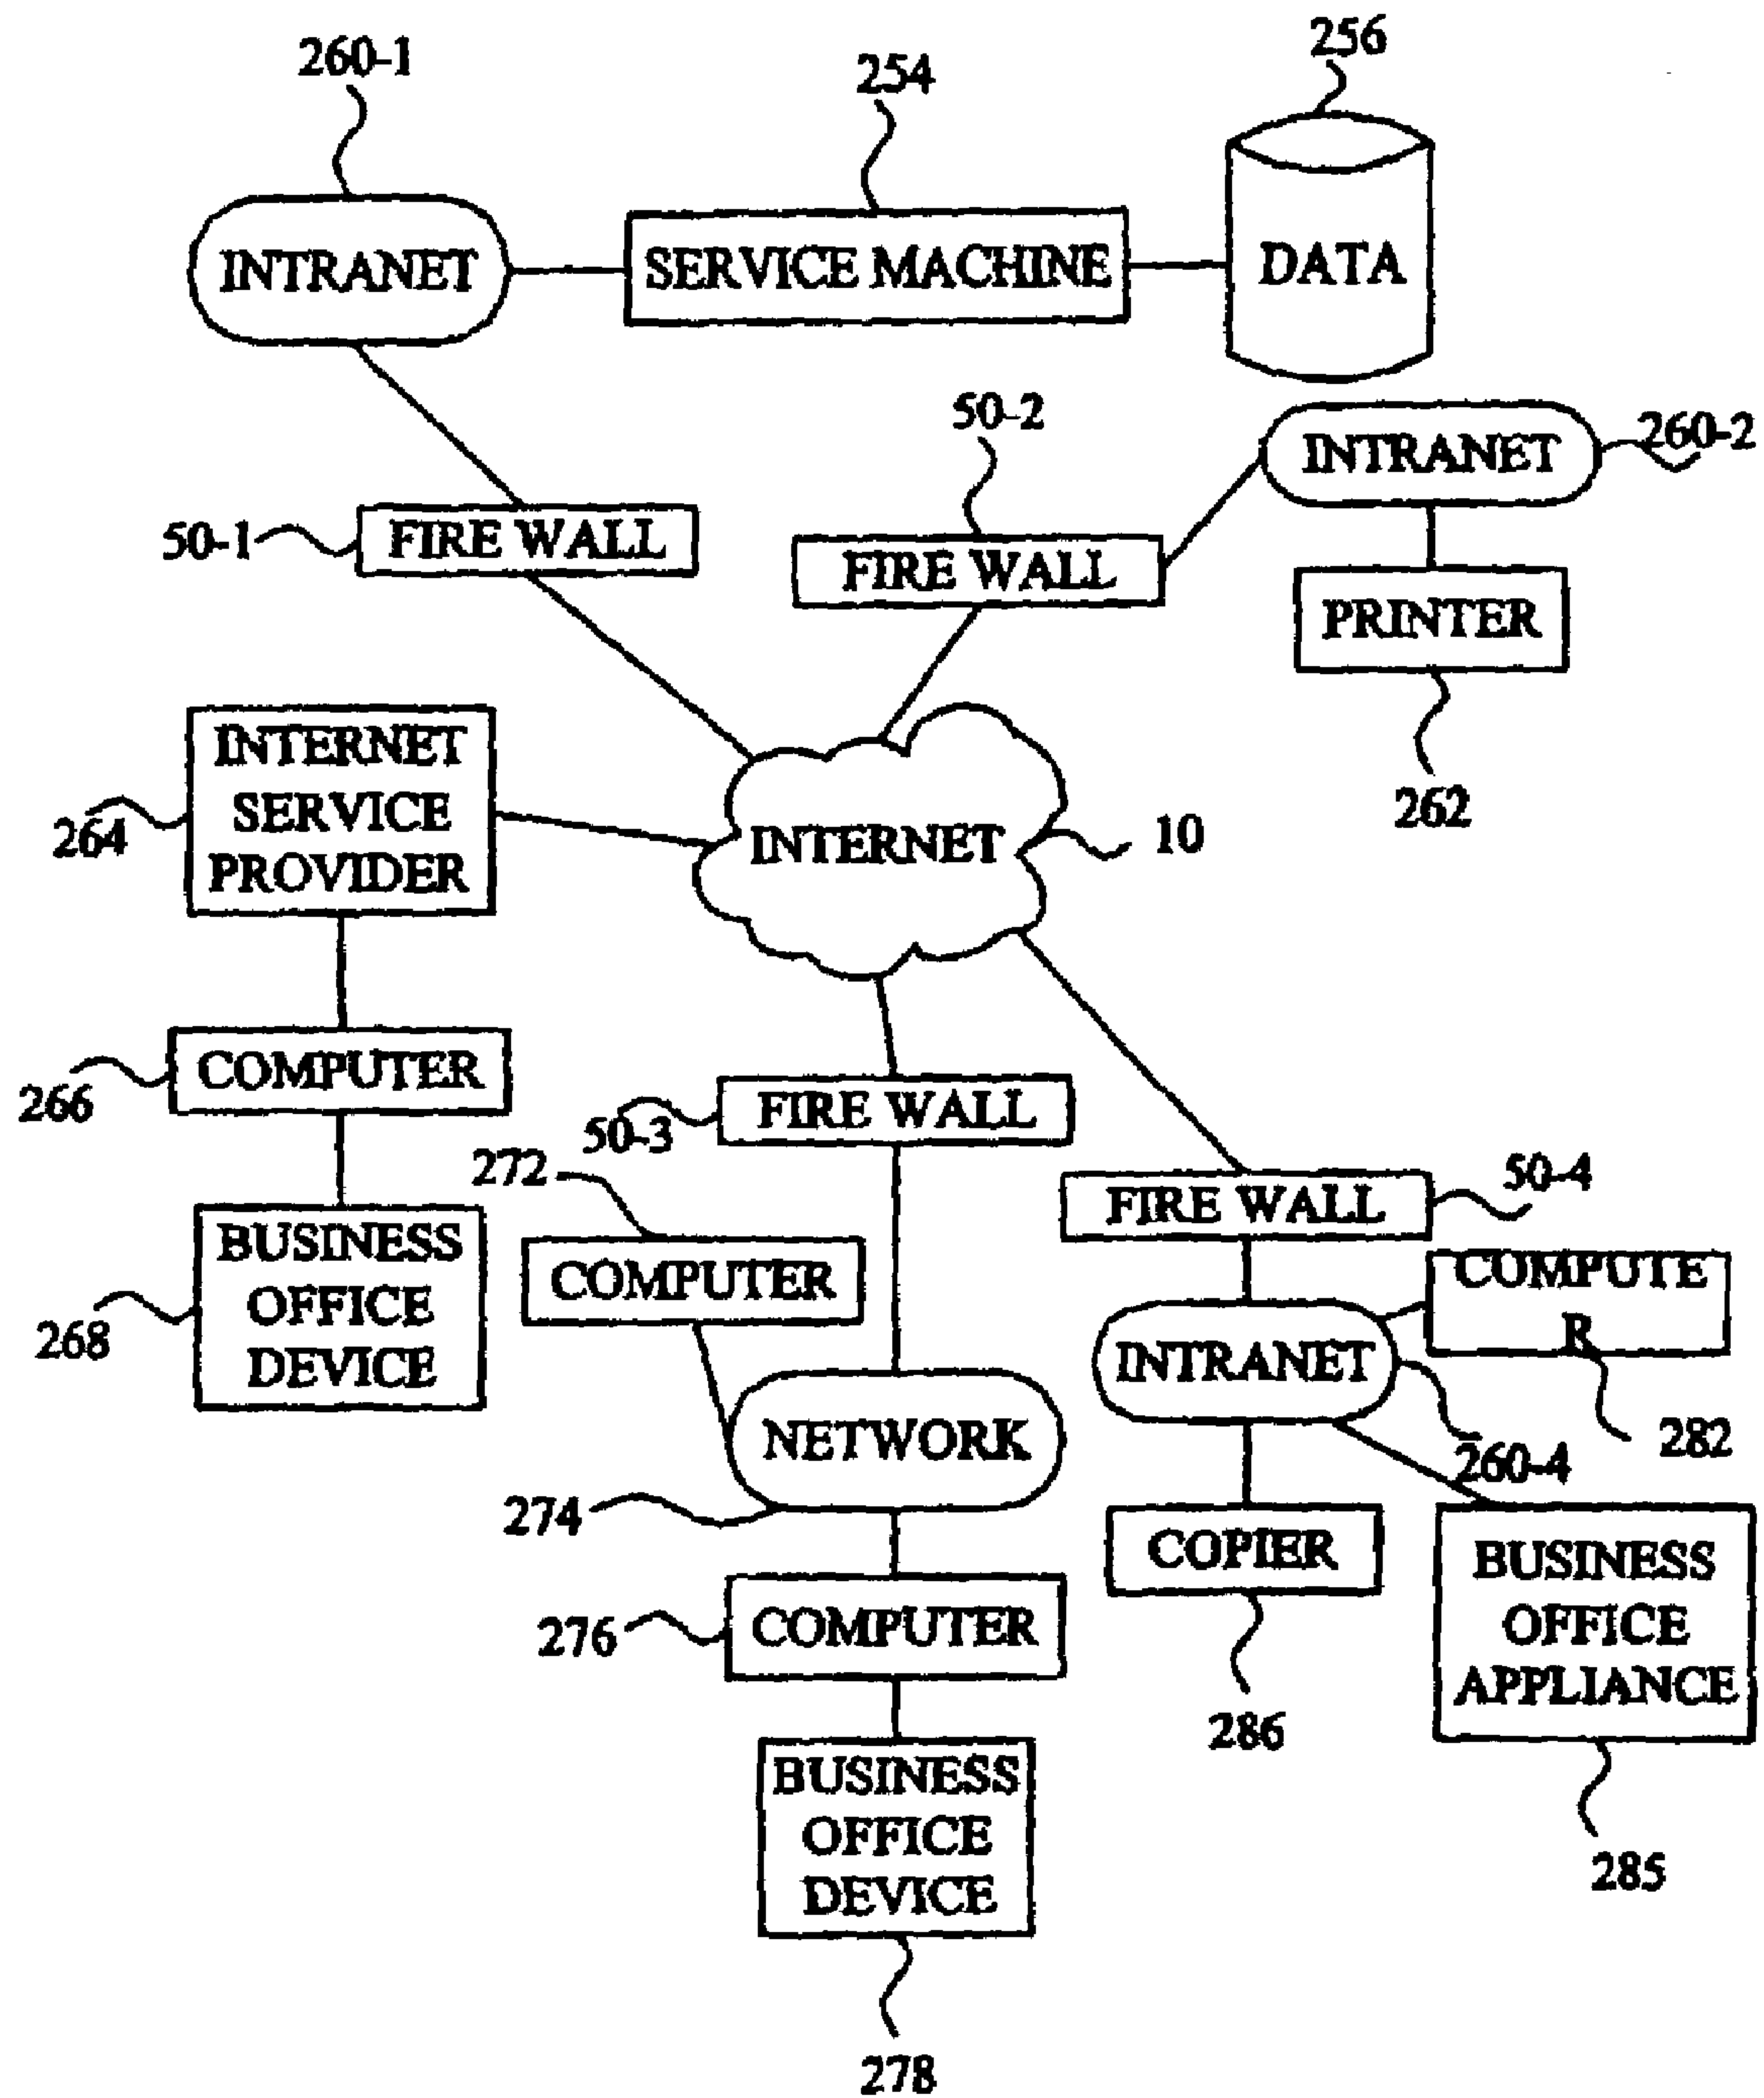 260-1
254
256
INTRANET
SERVICE MACHINE
DATA
50-2
INTRANET
260-2
50-1
FIRE WALL
FIRE WALL
PRINTER
262
INTERNET
SERVICE
PROVIDER
264
INTERNET
10
COMPUTER
266
FIRE WALL
50-3
272
FIRE WALL
50-4
BUSINESS
OFFICE
DEVICE
268
COMPUTER
COMPUTE
R
282
INTRANET
260-4
NETWORK
274
COPIER
286
BUSINESS
OFFICE
APPLIANCE
285
COMPUTER
276
BUSINESS
OFFICE
DEVICE
278